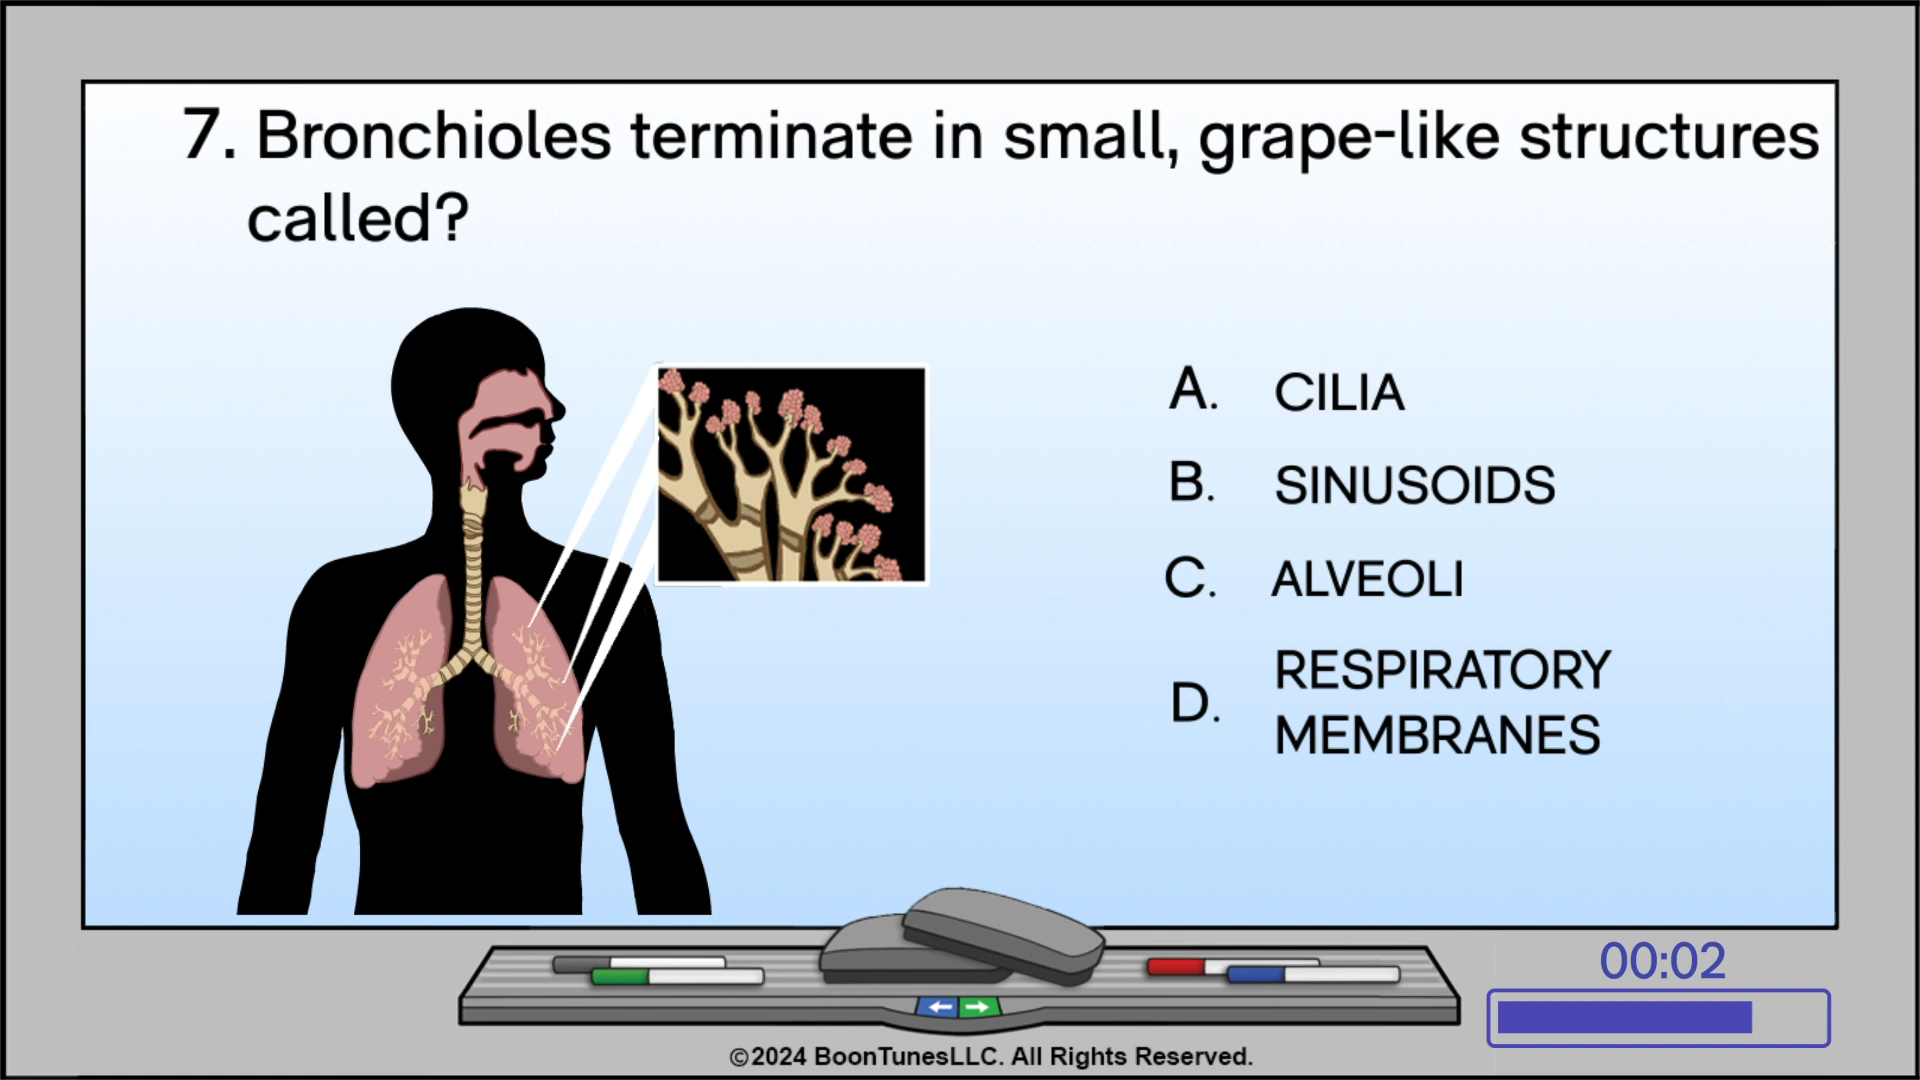 7. Bronchioles terminate in small, grape-like structures
called?
A. CILIA
B. SINUSOIDS
C. ALVEOLI
D. RESPIRATORY
MEMBRANES
00:02
©2024 BoonTunesLLC. All Rights Reserved.